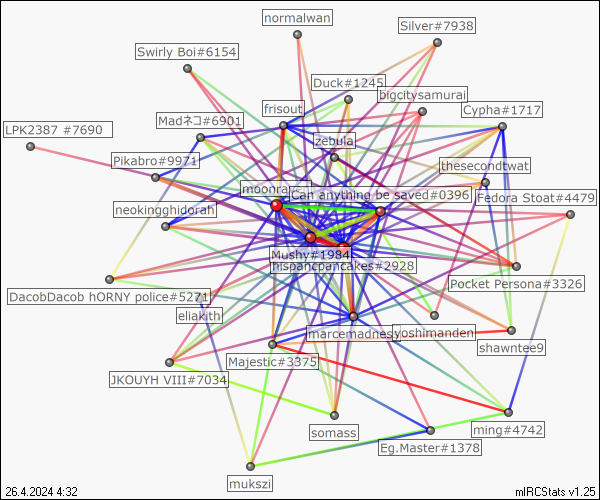 normalwan
Silver#7938
Swirly Boi#6154
Duck#1245
bigcitysamurai
frisout
Cypha#1717
Madネコ#6901
LPK2387 #7690
zebula
Pikabro#9971
thesecondtwat
moonra
Can anything be saved#0396
Fedora Stoat#4479
neokingghidorah
Mushy#1984
hispancpancakes#2928
Pocket Persona#3326
DacobDacob hORNY police#5271
eliakith
marcemadnes
yoshimanden
shawntee9
Majestic#3375
JKOUYH VIII#7034
somass
ming#4742
Eg.Master#1378
mukszi
26.4.2024 4:32
mIRCStats v1.25